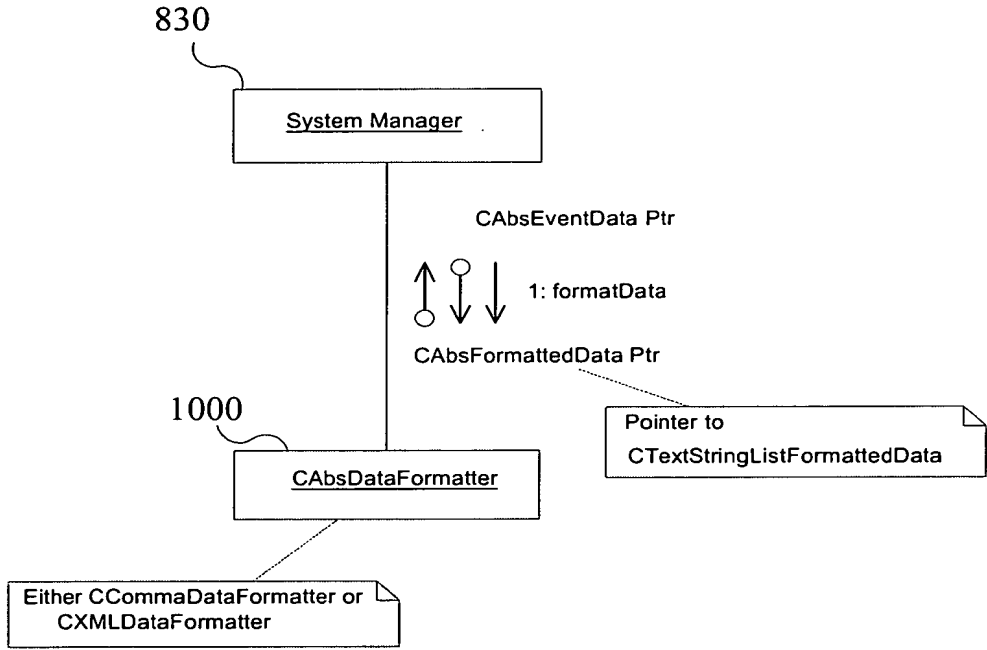 830
System Manager
CAbsEventData Ptr
1: formatData
CAbsFormattedData Ptr
1000
Pointer to
CTextStringListFormattedData
CAbsDataFormatter
Either CCommaDataFormatter or
CXMLDataFormatter